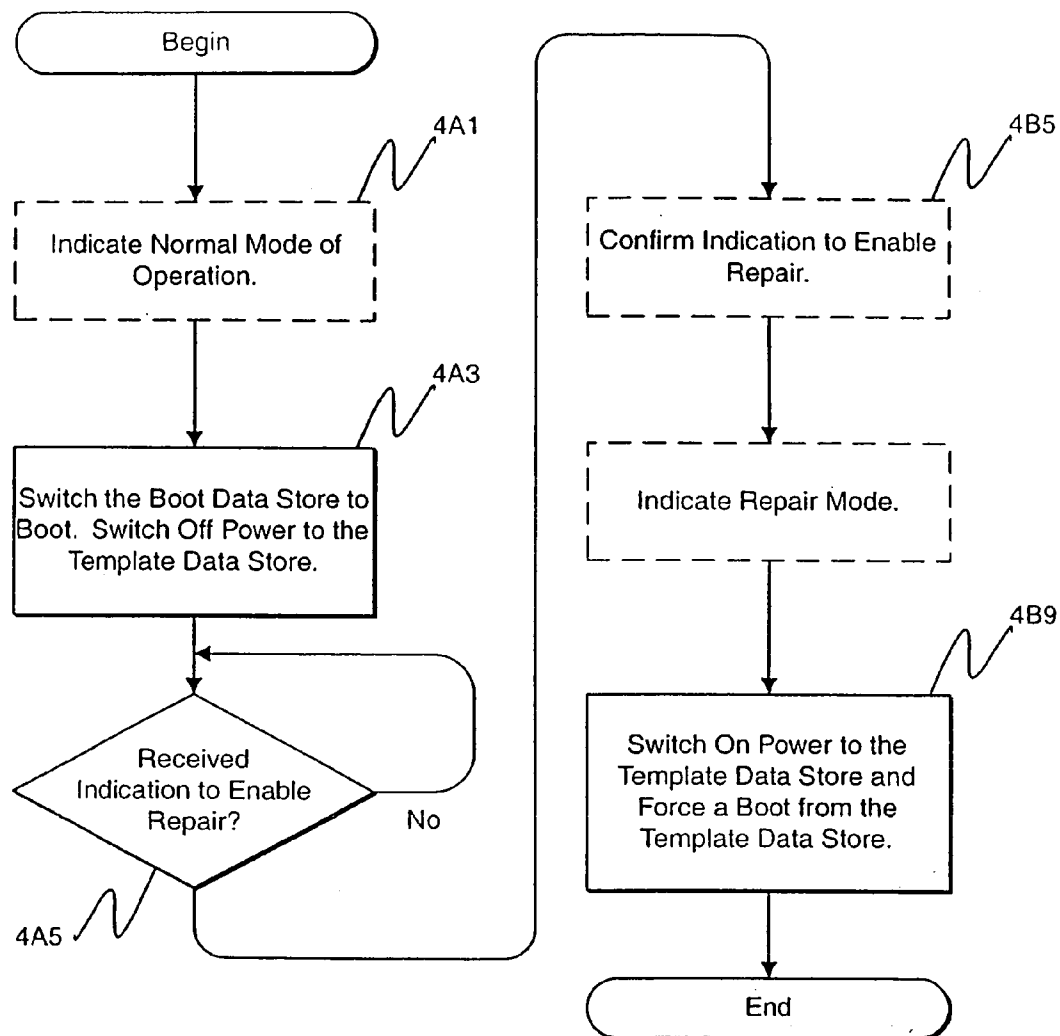 Begin
4A1
Indicate Normal Mode of
Operation.
4A3
Switch the Boot Data Store to
Boot. Switch Off Power to the
Template Data Store.
Received
Indication to Enable
Repair?
No
4A5
4B5
Confirm Indication to Enable
Repair.
Indicate Repair Mode.
4B9
Switch On Power to the
Template Data Store and
Force a Boot from the
Template Data Store.
End